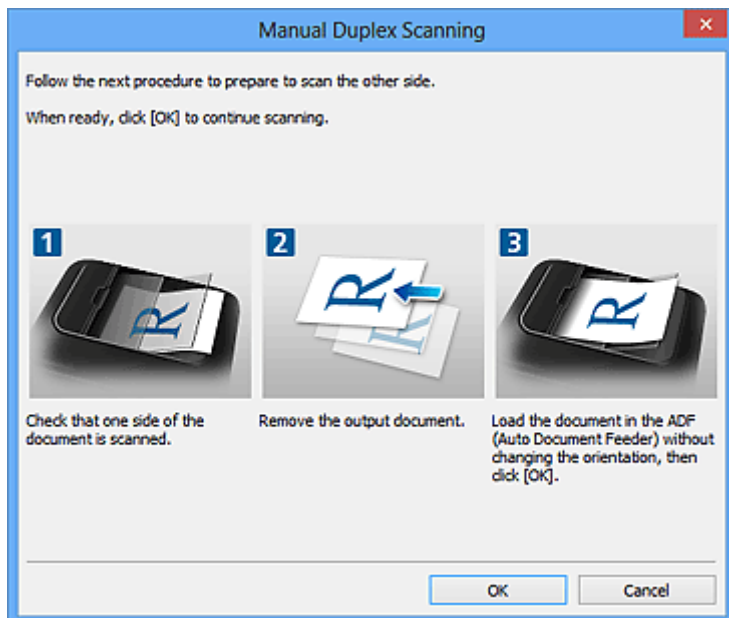 Manual Duplex Scanning
Follow the next procedure to prepare to scan the other side.
When ready, click [OK] to continue scanning.
1
2
3
R
R
R
R
Check that one side of the
document is scanned.
Remove the output document.
Load the document in the ADF
(Auto Document Feeder) without
changing the orientation, then
click [OK].
OK
Cancel